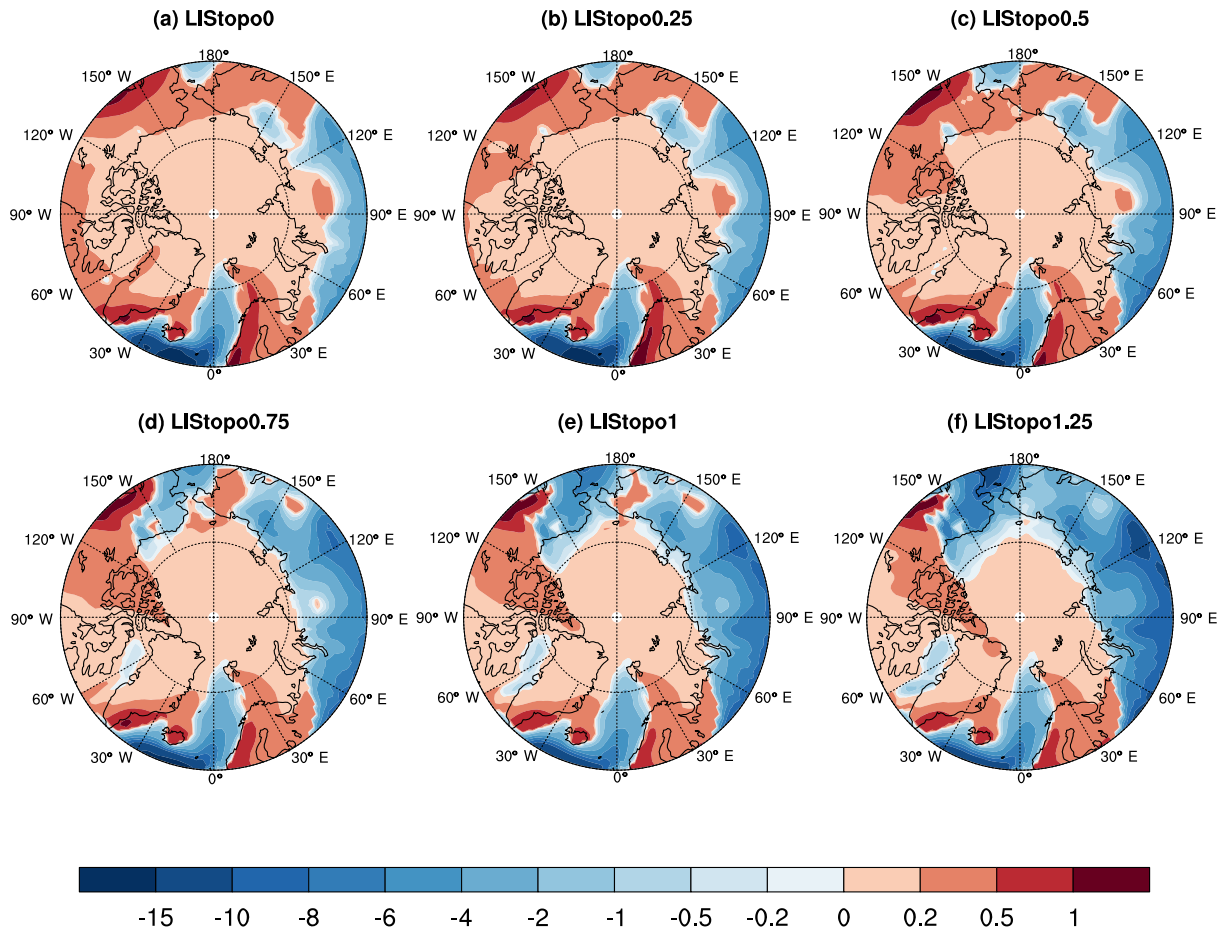 (a) LIStopo0 (b) LIStopo0.25 (c) LIStopo0.5
180° 180° 180°
150° W 150° E 150° W 150° E 150° W 150° E
120° W 120° E 120° W 120° E 120° W 120° E
90° W 90° E 90° W 90° E 90° W 90° E
60° W 60° E 60° W 60° E 60° W 60° E
30° W 30° E 30° W 30° E 30° W 30° E
0° 0° 0°
(d) LIStopo0.75 (e) LIStopo1 (f) LIStopo1.25
180° 180° 180°
150° W 150° E 150° W 150° E 150° W 150° E
120° W 120° E 120° W 120° E 120° W 120° E
90° W 90° E 90° W 90° E 90° W 90° E
60° W 60° E 60° W 60° E 60° W 60° E
30° W 30° E 30° W 30° E 30° W 30° E
0° 0° 0°
-15 -10 -8 -6 -4 -2 -1 -0.5 -0.2 0 0.2 0.5 1